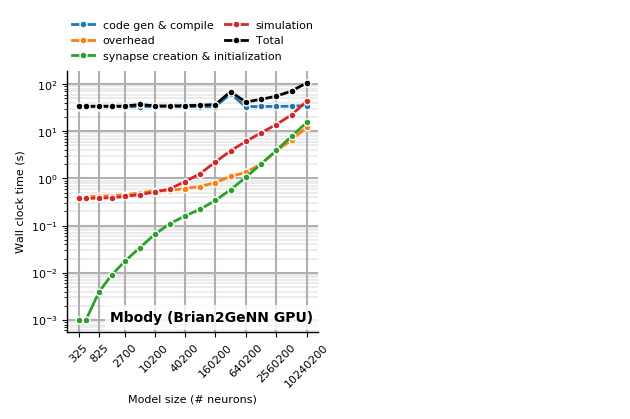 code gen & compile
overhead
synapse creation & initialization
simulation
Total
Wall clock time (s)
10²
10¹
10⁰
10⁻¹
10⁻²
10⁻³
Mbody (Brian2GeNN GPU)
325
825
2700
10200
40200
160200
640200
2560200
10240200
Model size (# neurons)